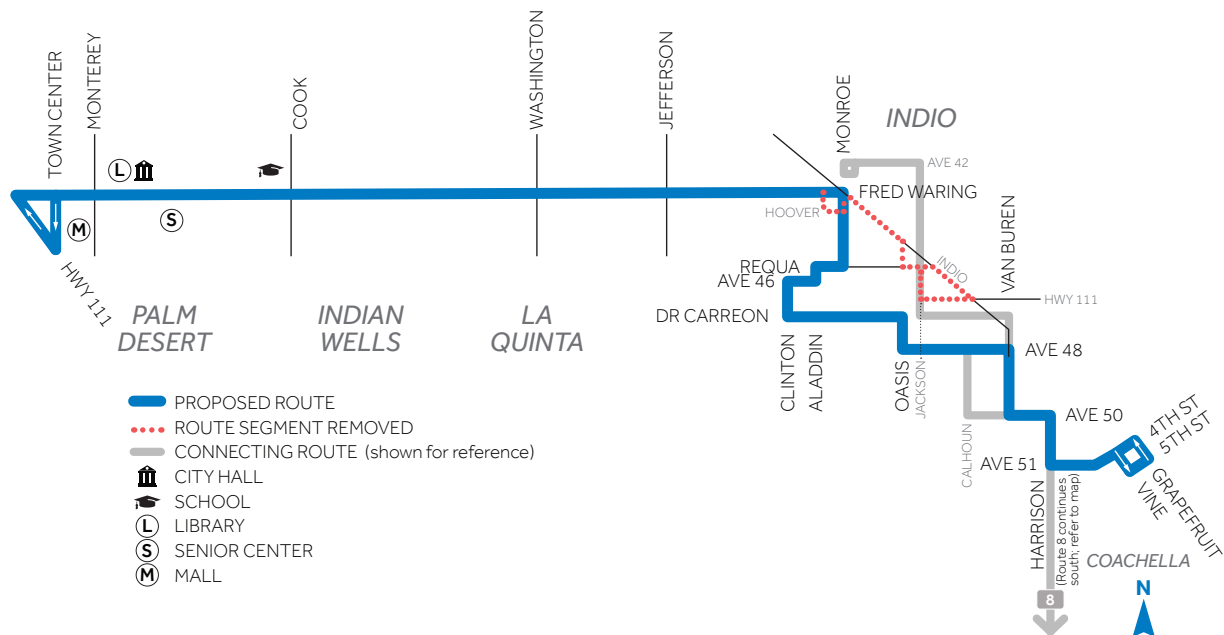 TOWN CENTER
MONTEREY
COOK
WASHINGTON
JEFFERSON
MONROE
INDIO
AVE 42
L
FRED WARING
HOOVER
S
M
HWY 111
VAN BUREN
INDIO
REQUA
AVE 46
HWY 111
DR CARREON
PALM
DESERT
INDIAN
WELLS
LA
QUINTA
CLINTON
ALADDIN
OASIS
JACKSON
AVE 48
PROPOSED ROUTE
ROUTE SEGMENT REMOVED
CONNECTING ROUTE (shown for reference)
CITY HALL
SCHOOL
L LIBRARY
S SENIOR CENTER
M MALL
CALHOUN
AVE 50
4TH ST
5TH ST
AVE 51
GRAPEFRUIT
VINE
HARRISON
(Route 8 continues
south; refer to map)
COACHELLA
8
N